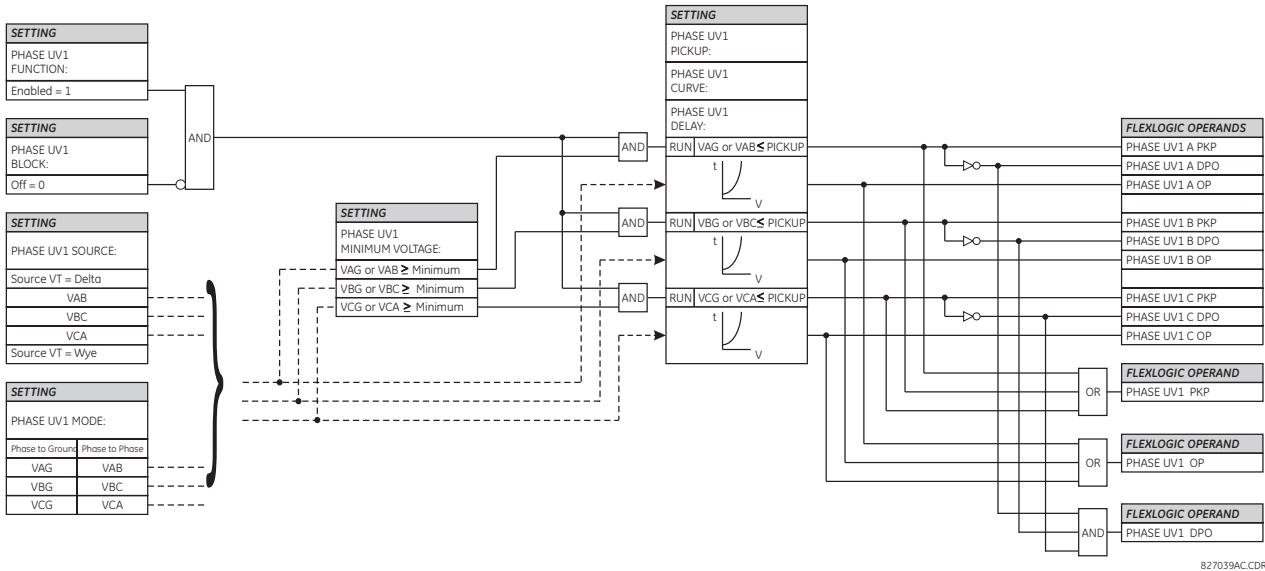 SETTING
PHASE UV1
FUNCTION:
Enabled = 1
SETTING
PHASE UV1
BLOCK:
Off = 0
AND
SETTING
PHASE UV1 SOURCE:
Source VT = Delta
VAB
VBC
VCA
Source VT = Wye
SETTING
PHASE UV1 MODE:
Phase to Ground Phase to Phase
VAG VAB
VBG VBC
VCG VCA
SETTING
PHASE UV1
MINIMUM VOLTAGE:
VAG or VAB ≥ Minimum
VBG or VBC ≥ Minimum
VCG or VCA ≥ Minimum
AND
AND
AND
SETTING
PHASE UV1
PICKUP:
PHASE UV1
CURVE:
PHASE UV1
DELAY:
RUN VAG or VAB ≤ PICKUP
t
V
RUN VBG or VBC ≤ PICKUP
t
V
RUN VCG or VCA ≤ PICKUP
t
V
FLEXLOGIC OPERANDS
PHASE UV1 A PKP
PHASE UV1 A DPO
PHASE UV1 A OP
PHASE UV1 B PKP
PHASE UV1 B DPO
PHASE UV1 B OP
PHASE UV1 C PKP
PHASE UV1 C DPO
PHASE UV1 C OP
OR
FLEXLOGIC OPERAND
PHASE UV1 PKP
OR
FLEXLOGIC OPERAND
PHASE UV1 OP
AND
FLEXLOGIC OPERAND
PHASE UV1 DPO
827039AC.CDR